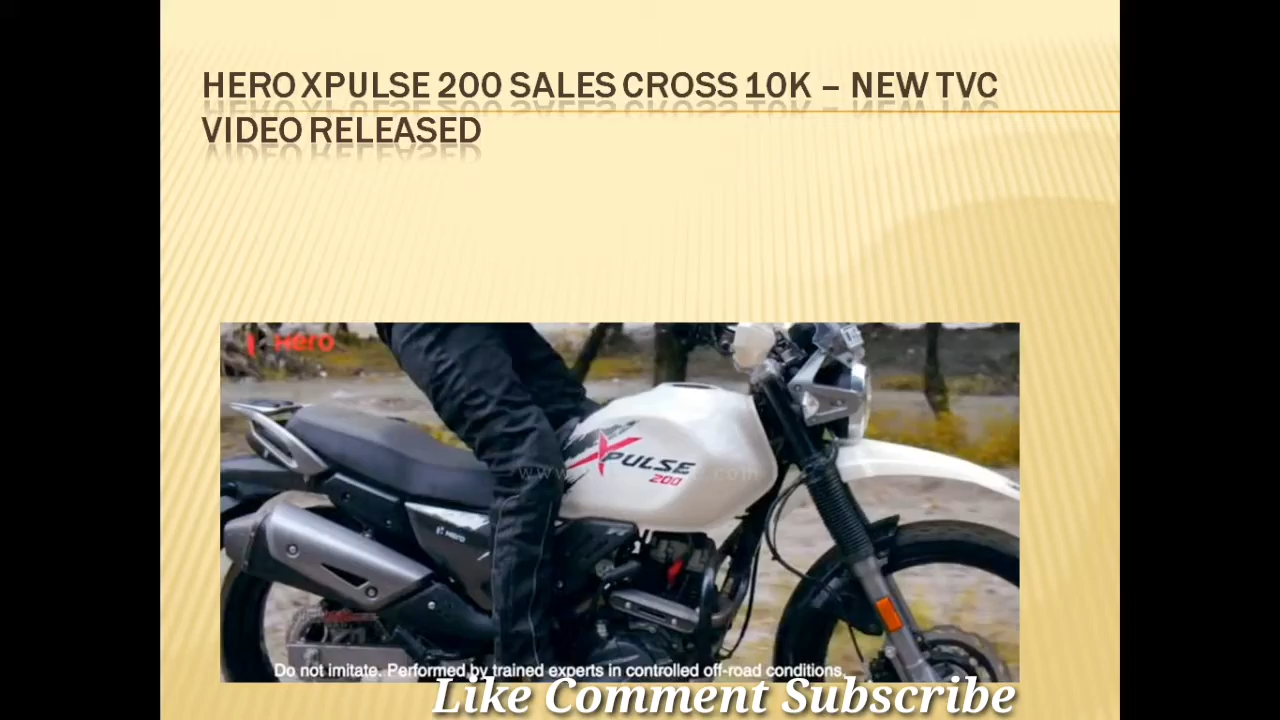 HERO XPULSE 200 SALES CROSS 10K – NEW TVC
VIDEO RELEASED
Hero
XPULSE
200
Hero
Do not imitate. Performed by trained experts in controlled off-road conditions.
Like Comment Subscribe